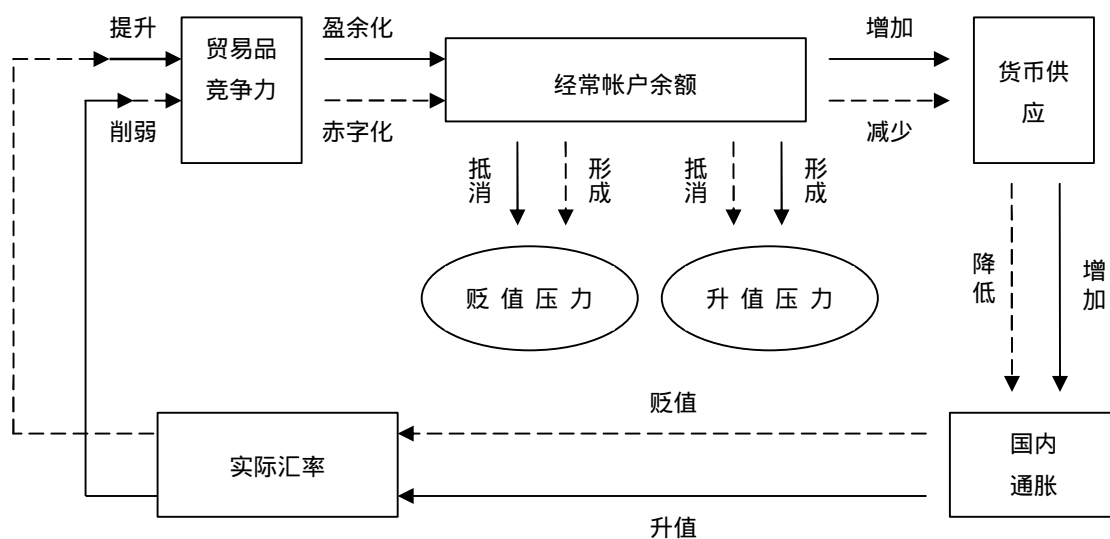 提升
削弱
贸易品
竞争力
盈余化
赤字化
经常帐户余额
增加
减少
货币供
应
抵消
形成
抵消
形成
贬值压力
升值压力
降低
增加
贬值
实际汇率
国内
通胀
升值